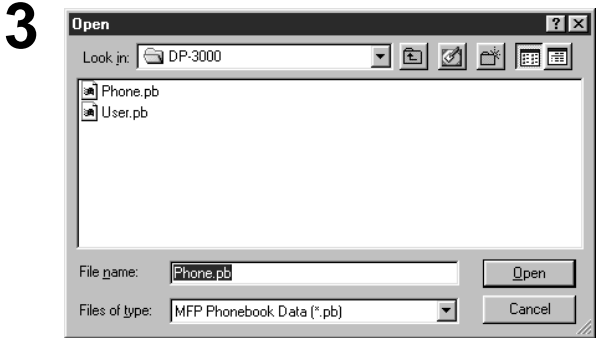 3
Open
Look in: DP-3000
Phone.pb
User.pb
File name: Phone.pb Open
Files of type: MFP Phonebook Data (*.pb) Cancel